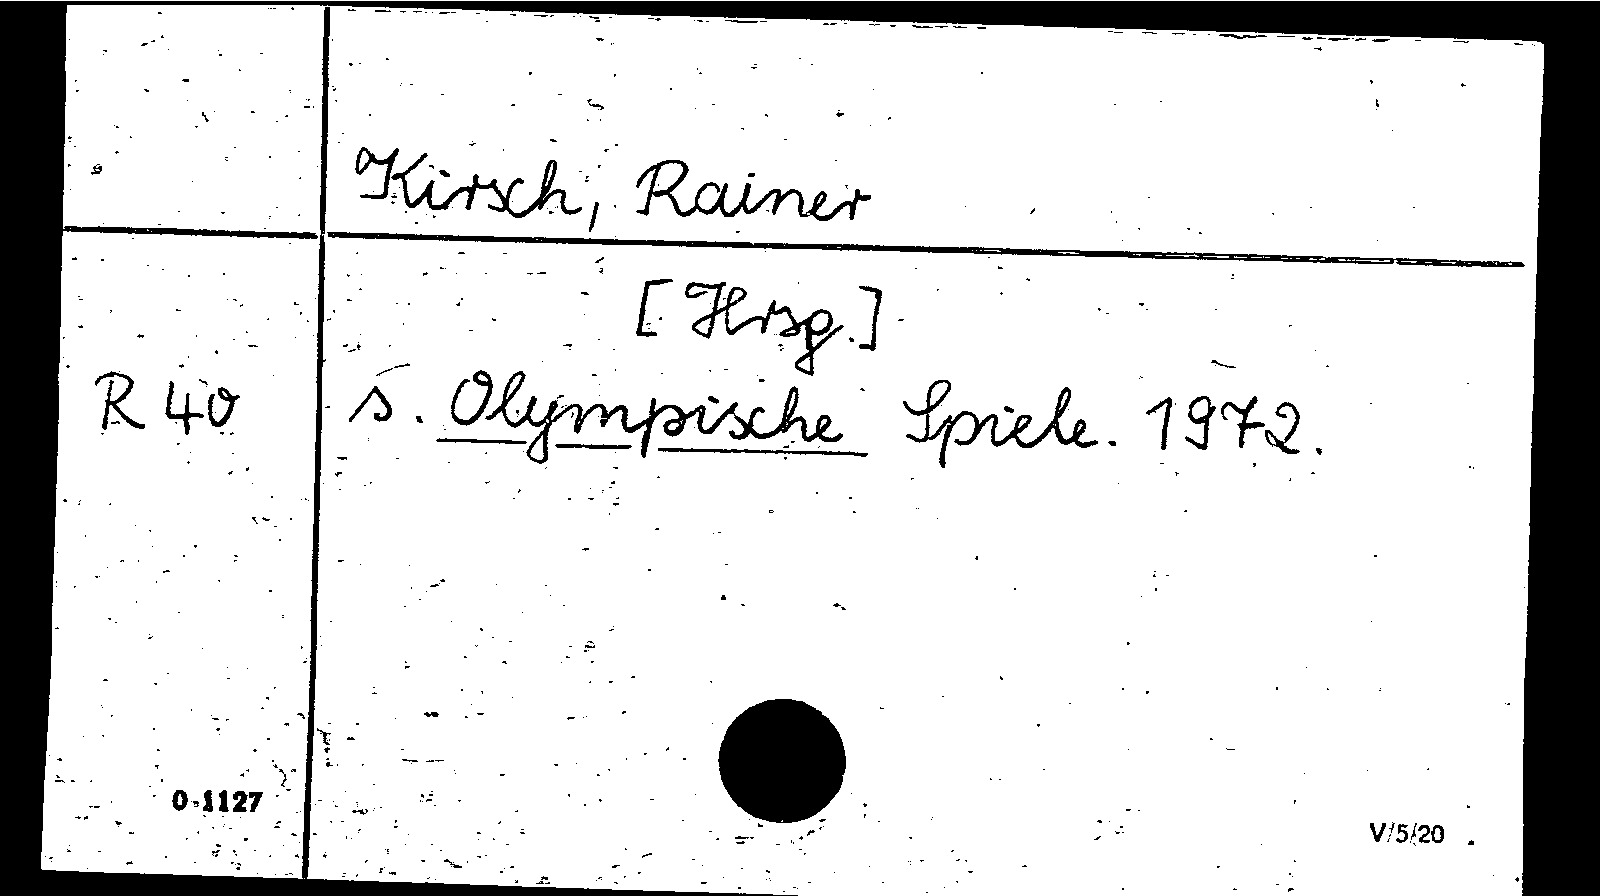 Kirsch, Rainer
[Hrsg.]
R 40 s. Olympische Spiele. 1972.
0-1127
V/5/20